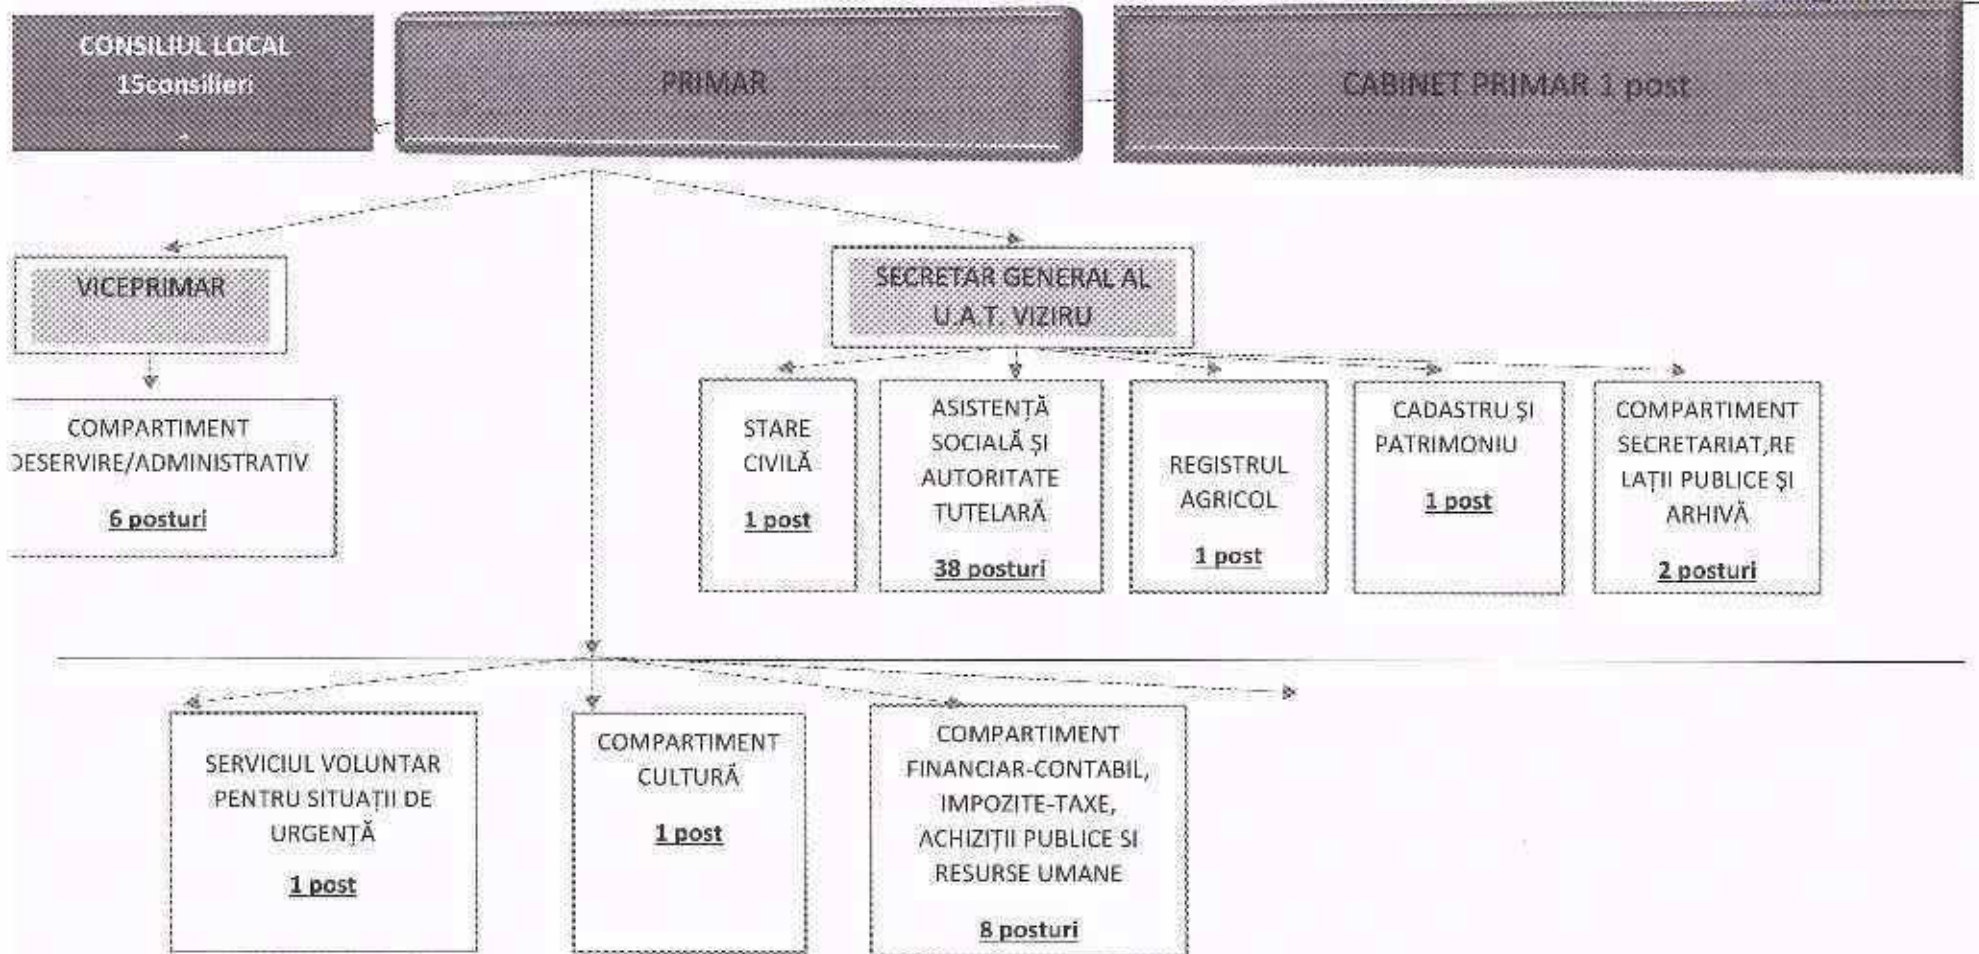 CONSILIUL LOCAL
15consilieri
PRIMAR
CABINET PRIMAR 1 post
VICEPRIMAR
SECRETAR GENERAL AL
U.A.T. VIZIRU
COMPARTIMENT
DESERVIRE/ADMINISTRATIV
6 posturi
STARE
CIVILĂ
1 post
ASISTENȚĂ
SOCIALĂ ȘI
AUTORITATE
TUTELARĂ
38 posturi
REGISTRUL
AGRICOL
1 post
CADASTRU ȘI
PATRIMONIU
1 post
COMPARTIMENT
SECRETARIAT,RE
LAȚII PUBLICE ȘI
ARHIVĂ
2 posturi
SERVICIUL VOLUNTAR
PENTRU SITUAȚII DE
URGENȚĂ
1 post
COMPARTIMENT
CULTURĂ
1 post
COMPARTIMENT
FINANCIAR-CONTABIL,
IMPOZITE-TAXE,
ACHIZIȚII PUBLICE SI
RESURSE UMANE
8 posturi